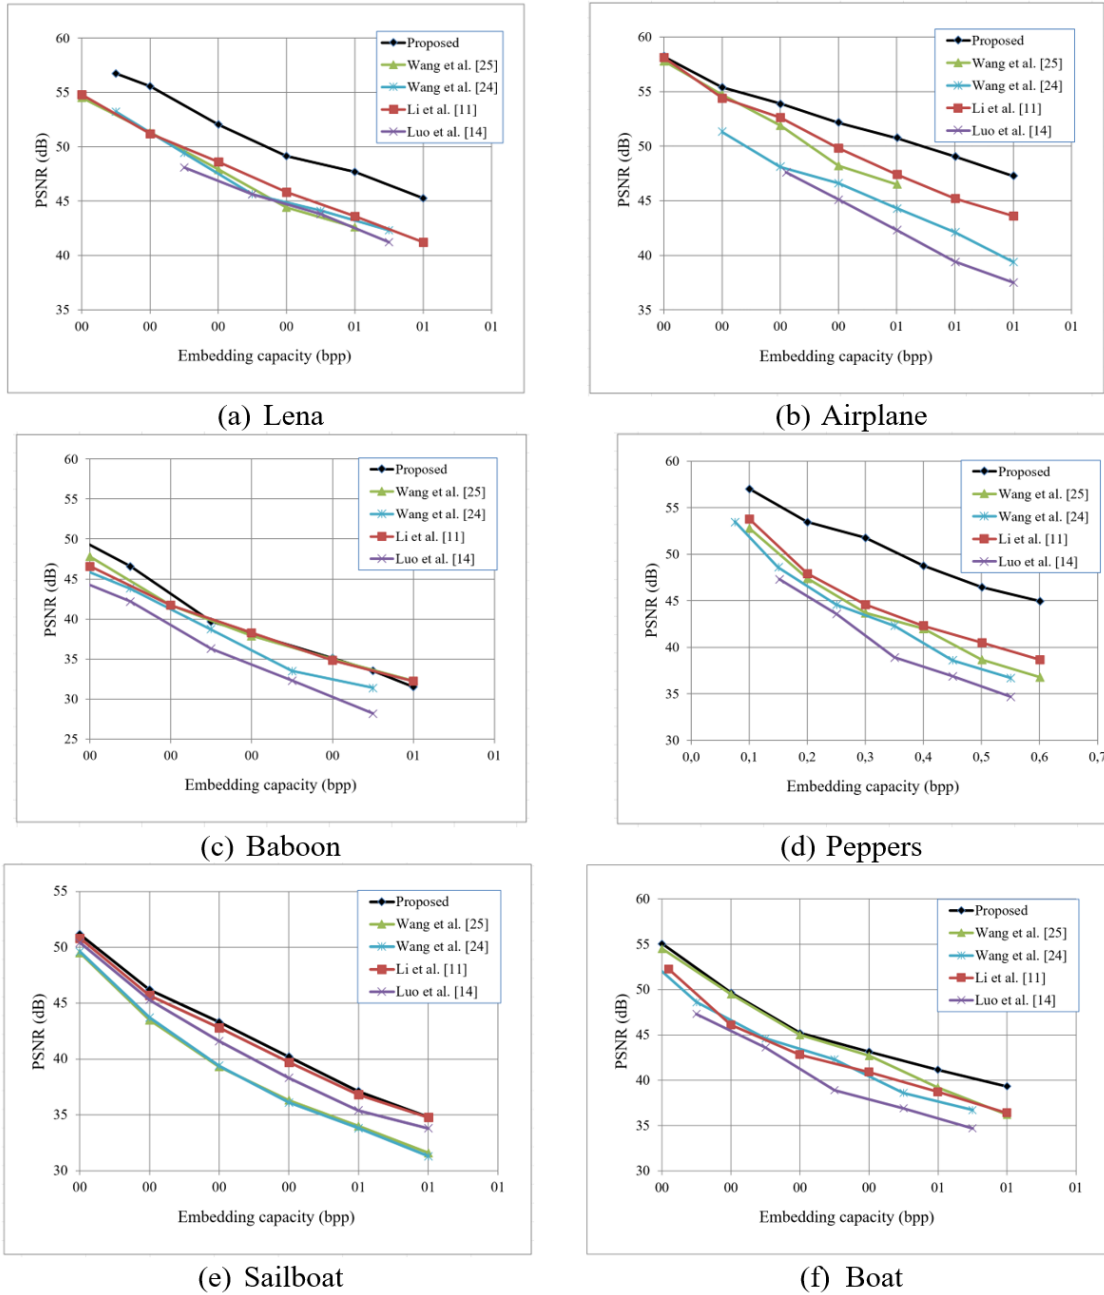 60
55
50
45
40
35
PSNR (dB)
00 00 00 00 01 01 01
Embedding capacity (bpp)
Proposed
Wang et al. [25]
Wang et al. [24]
Li et al. [11]
Luo et al. [14]
(a) Lena
60
55
50
45
40
35
PSNR (dB)
00 00 00 00 01 01 01 01
Embedding capacity (bpp)
Proposed
Wang et al. [25]
Wang et al. [24]
Li et al. [11]
Luo et al. [14]
(b) Airplane
60
55
50
45
40
35
30
25
PSNR (dB)
00 00 00 00 01 01
Embedding capacity (bpp)
Proposed
Wang et al. [25]
Wang et al. [24]
Li et al. [11]
Luo et al. [14]
(c) Baboon
60
55
50
45
40
35
30
PSNR (dB)
0,0 0,1 0,2 0,3 0,4 0,5 0,6 0,7
Embedding capacity (bpp)
Proposed
Wang et al. [25]
Wang et al. [24]
Li et al. [11]
Luo et al. [14]
(d) Peppers
55
50
45
40
35
30
PSNR (dB)
00 00 00 00 01 01 01
Embedding capacity (bpp)
Proposed
Wang et al. [25]
Wang et al. [24]
Li et al. [11]
Luo et al. [14]
(e) Sailboat
60
55
50
45
40
35
30
PSNR (dB)
00 00 00 00 01 01 01
Embedding capacity (bpp)
Proposed
Wang et al. [25]
Wang et al. [24]
Li et al. [11]
Luo et al. [14]
(f) Boat